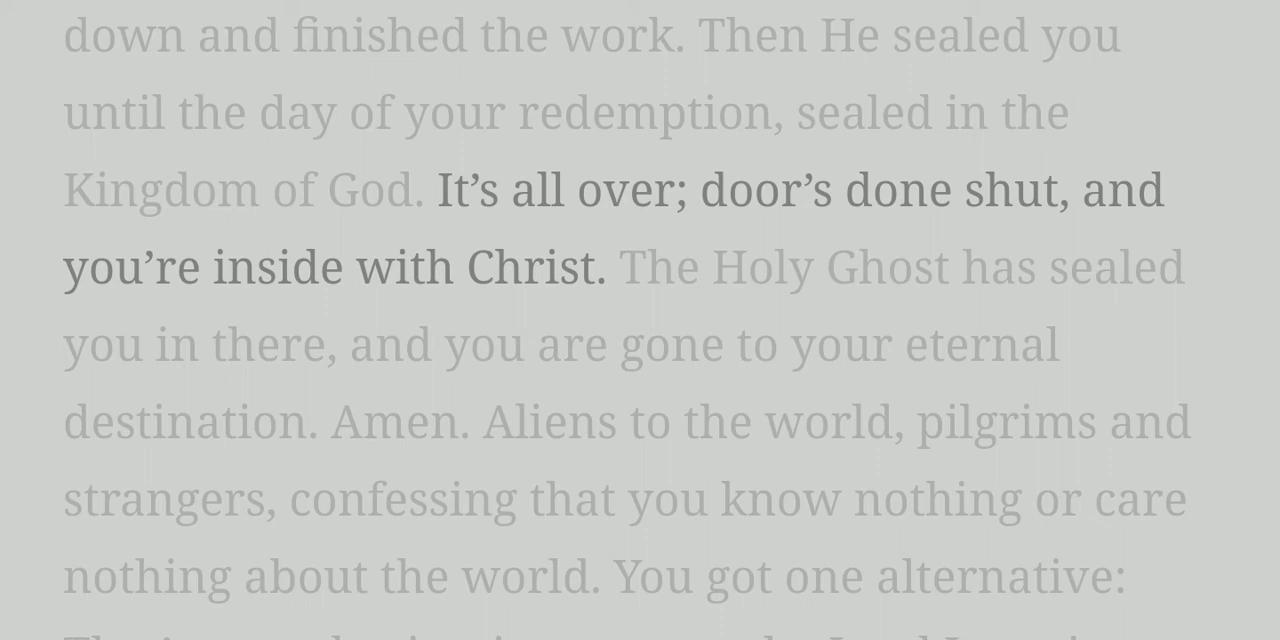 down and finished the work. Then He sealed you
until the day of your redemption, sealed in the
Kingdom of God. It’s all over; door’s done shut, and
you’re inside with Christ. The Holy Ghost has sealed
you in there, and you are gone to your eternal
destination. Amen. Aliens to the world, pilgrims and
strangers, confessing that you know nothing or care
nothing about the world. You got one alternative: